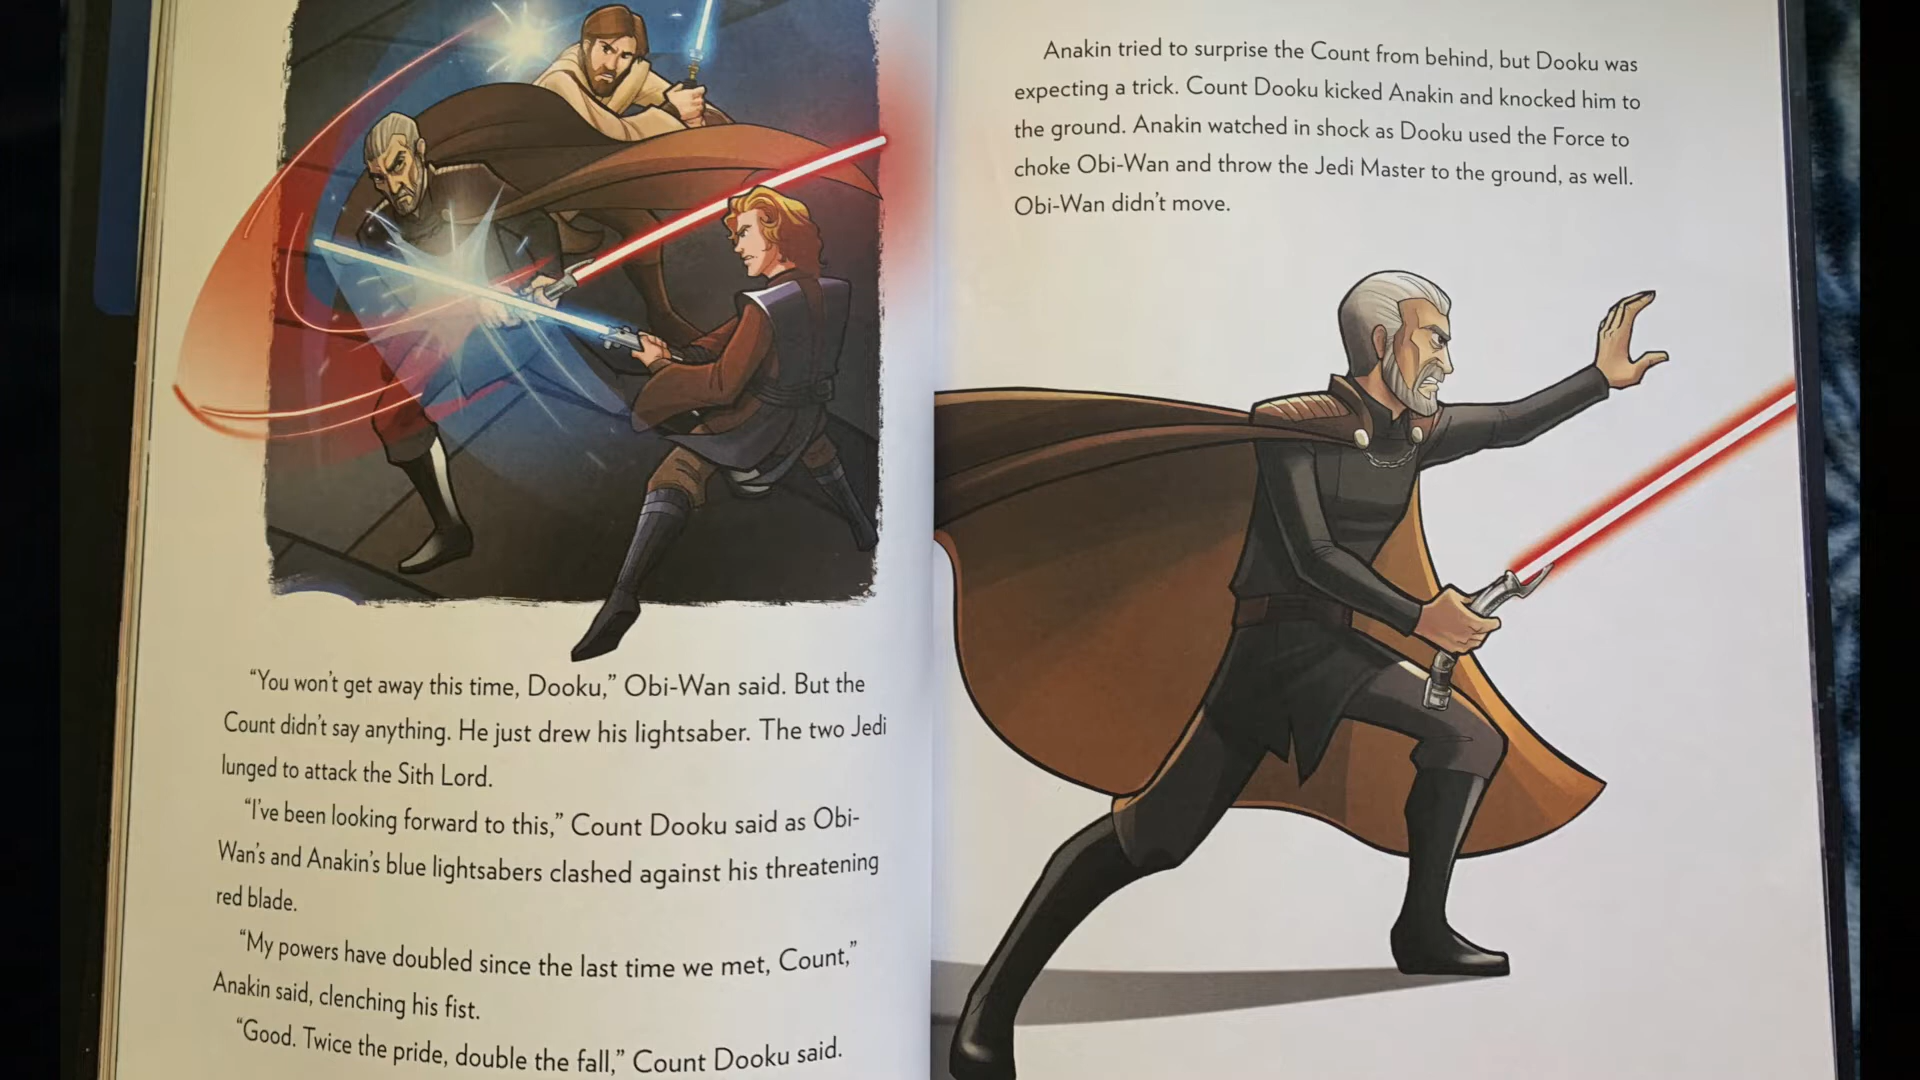 “You won’t get away this time, Dooku,” Obi-Wan said. But the
Count didn’t say anything. He just drew his lightsaber. The two Jedi
lunged to attack the Sith Lord.
“I’ve been looking forward to this,” Count Dooku said as Obi-
Wan’s and Anakin’s blue lightsabers clashed against his threatening
red blade.
“My powers have doubled since the last time we met, Count,”
Anakin said, clenching his fist.
“Good. Twice the pride, double the fall,” Count Dooku said.
Anakin tried to surprise the Count from behind, but Dooku was
expecting a trick. Count Dooku kicked Anakin and knocked him to
the ground. Anakin watched in shock as Dooku used the Force to
choke Obi-Wan and throw the Jedi Master to the ground, as well.
Obi-Wan didn’t move.